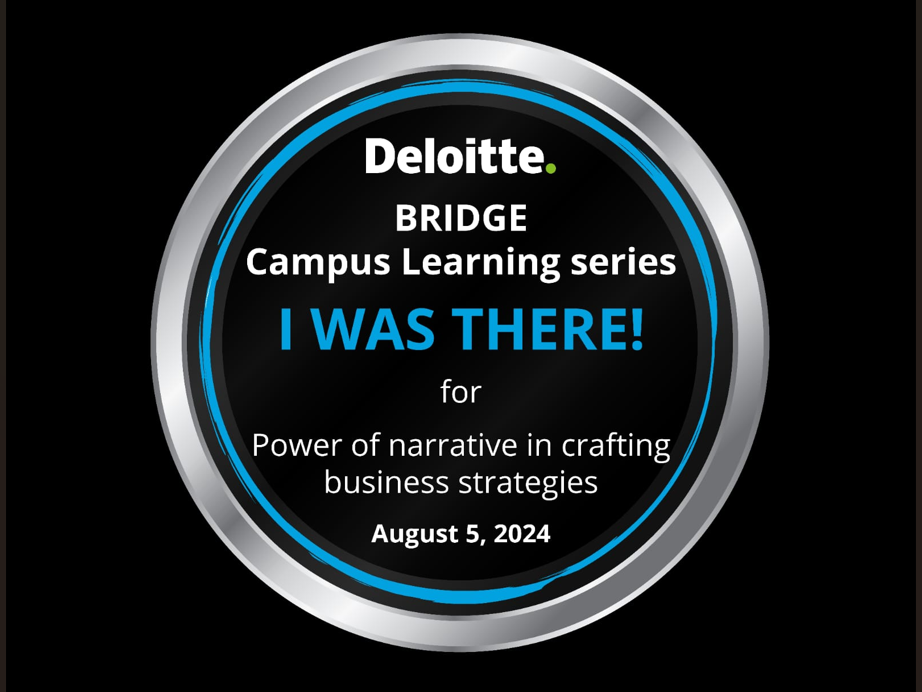 Deloitte.
BRIDGE
Campus Learning series
I WAS THERE!
for
Power of narrative in crafting
business strategies
August 5, 2024